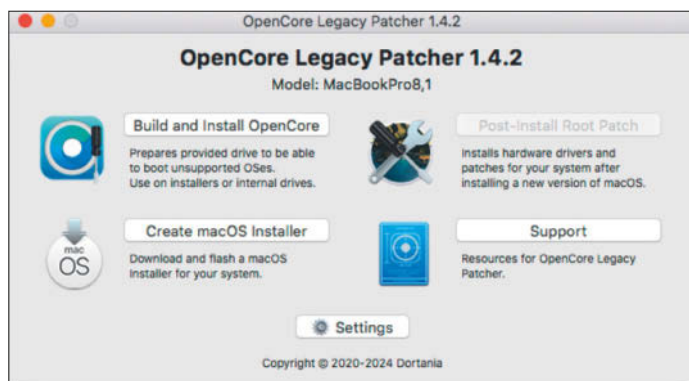 OpenCore Legacy Patcher 1.4.2
OpenCore Legacy Patcher 1.4.2
Model: MacBookPro8,1
Build and Install OpenCore
Prepares provided drive to be able
to boot unsupported OSes.
Use on installers or internal drives.
Post-Install Root Patch
Installs hardware drivers and
patches for your system after
installing a new version of macOS.
mac
OS
Create macOS Installer
Download and flash a macOS
Installer for your system.
Support
Resources for OpenCore Legacy
Patcher.
Settings
Copyright © 2020-2024 Dortania